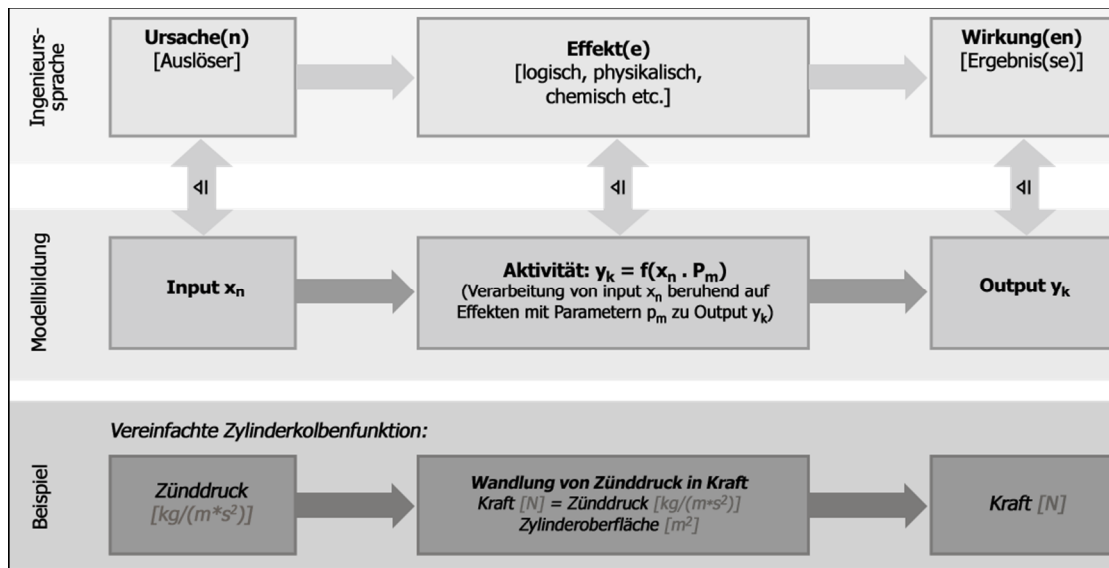 Ingenieurs-
sprache
Ursache(n)
[Auslöser]
Effekt(e)
[logisch, physikalisch,
chemisch etc.]
Wirkung(en)
[Ergebnis(se)]
Modellbildung
Input xₙ
Aktivität: yₖ = f(xₙ . Pₘ)
(Verarbeitung von input xₙ beruhend auf
Effekten mit Parametern pₘ zu Output yₖ)
Output yₖ
Beispiel
Vereinfachte Zylinderkolbenfunktion:
Zünddruck
[kg/(m*s²)]
Wandlung von Zünddruck in Kraft
Kraft [N] = Zünddruck [kg/(m*s²)]
Zylinderoberfläche [m²]
Kraft [N]